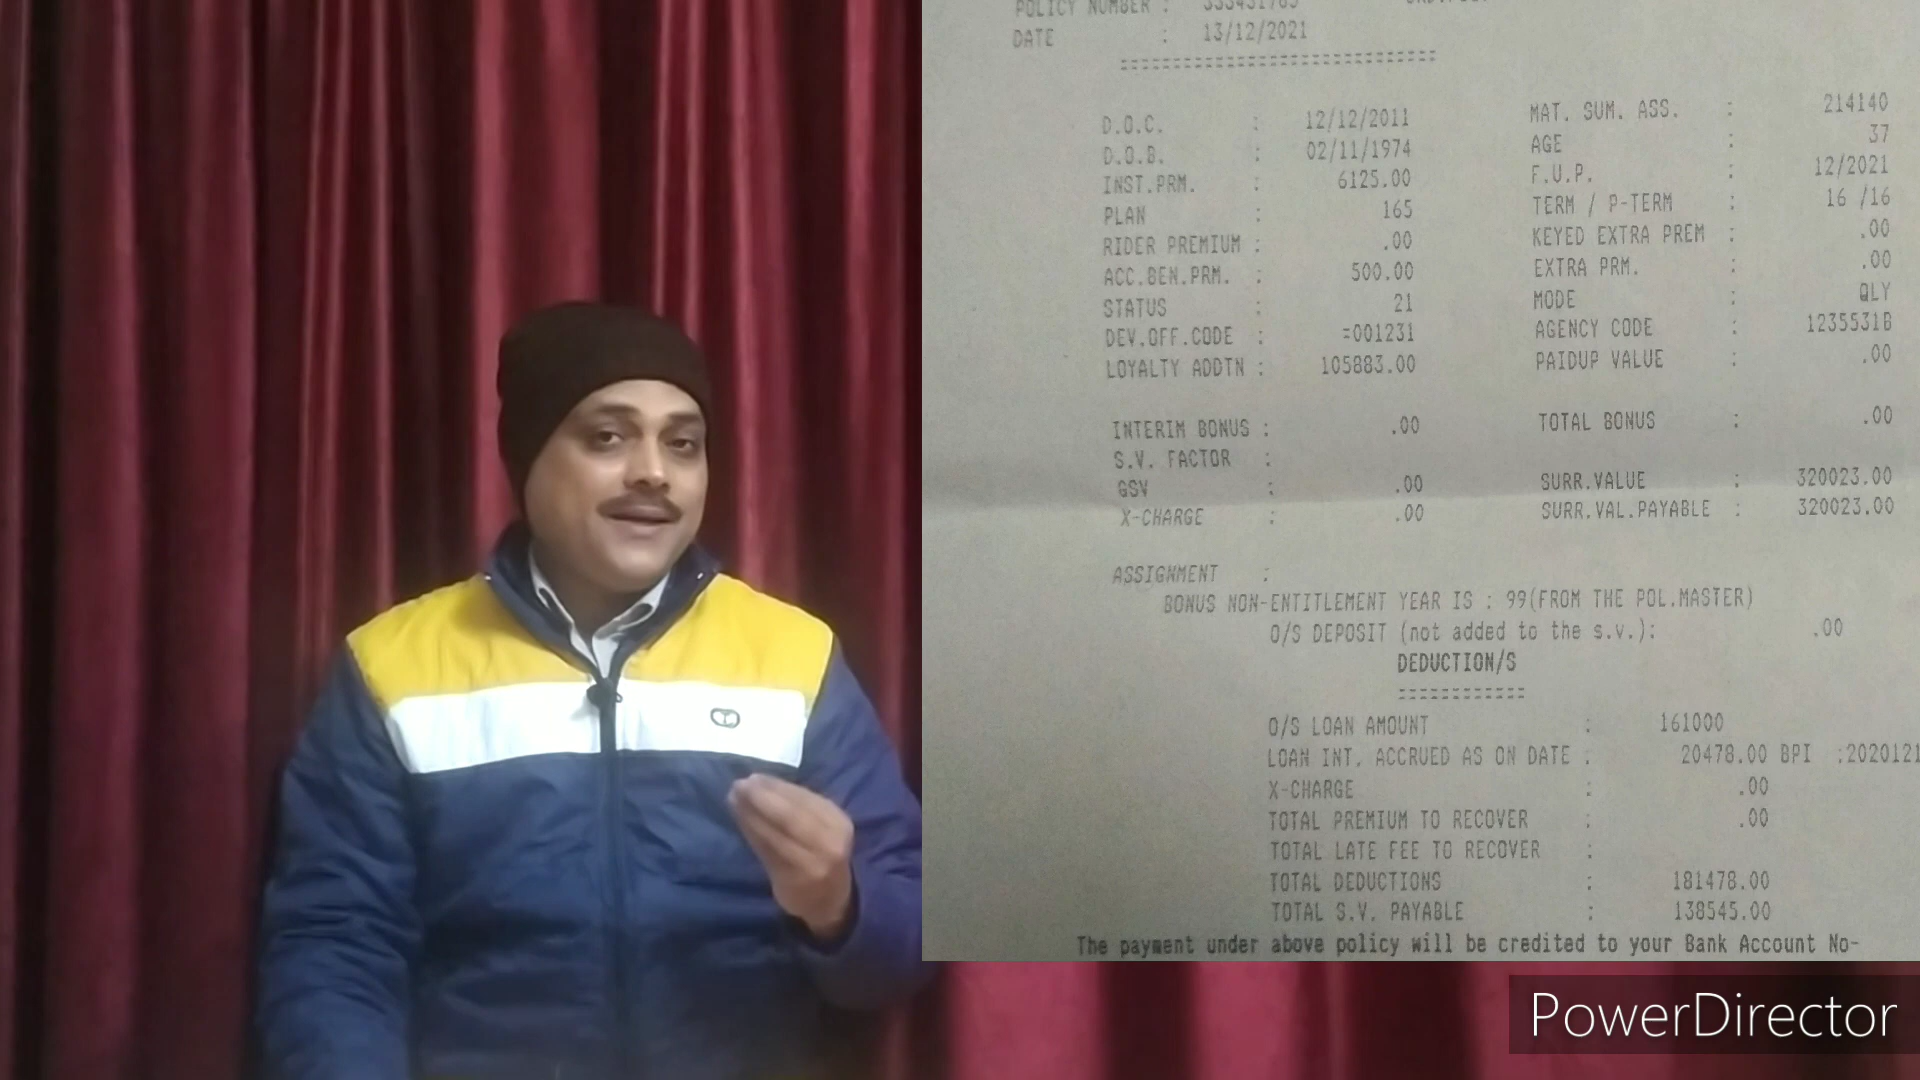 POLICY NUMBER :
DATE : 13/12/2021
==============================
D.O.C. : 12/12/2011 MAT. SUM. ASS. : 214140
D.O.B. : 02/11/1974 AGE : 37
INST.PRM. : 6125.00 F.U.P. : 12/2021
PLAN : 165 TERM / P-TERM : 16 /16
RIDER PREMIUM : .00 KEYED EXTRA PREM : .00
ACC.BEN.PRM. : 500.00 EXTRA PRM. : .00
STATUS : 21 MODE : QLY
DEV.OFF.CODE : =001231 AGENCY CODE : 1235531B
LOYALTY ADDTN : 105883.00 PAIDUP VALUE : .00
INTERIM BONUS : .00 TOTAL BONUS : .00
S.V. FACTOR :
GSV : .00 SURR.VALUE : 320023.00
X-CHARGE : .00 SURR.VAL.PAYABLE : 320023.00
ASSIGNMENT :
BONUS NON-ENTITLEMENT YEAR IS : 99(FROM THE POL.MASTER)
O/S DEPOSIT (not added to the s.v.): .00
DEDUCTION/S
============
O/S LOAN AMOUNT : 161000
LOAN INT. ACCRUED AS ON DATE : 20478.00 BPI :2020121
X-CHARGE : .00
TOTAL PREMIUM TO RECOVER : .00
TOTAL LATE FEE TO RECOVER :
TOTAL DEDUCTIONS : 181478.00
TOTAL S.V. PAYABLE : 138545.00
The payment under above policy will be credited to your Bank Account No-
PowerDirector